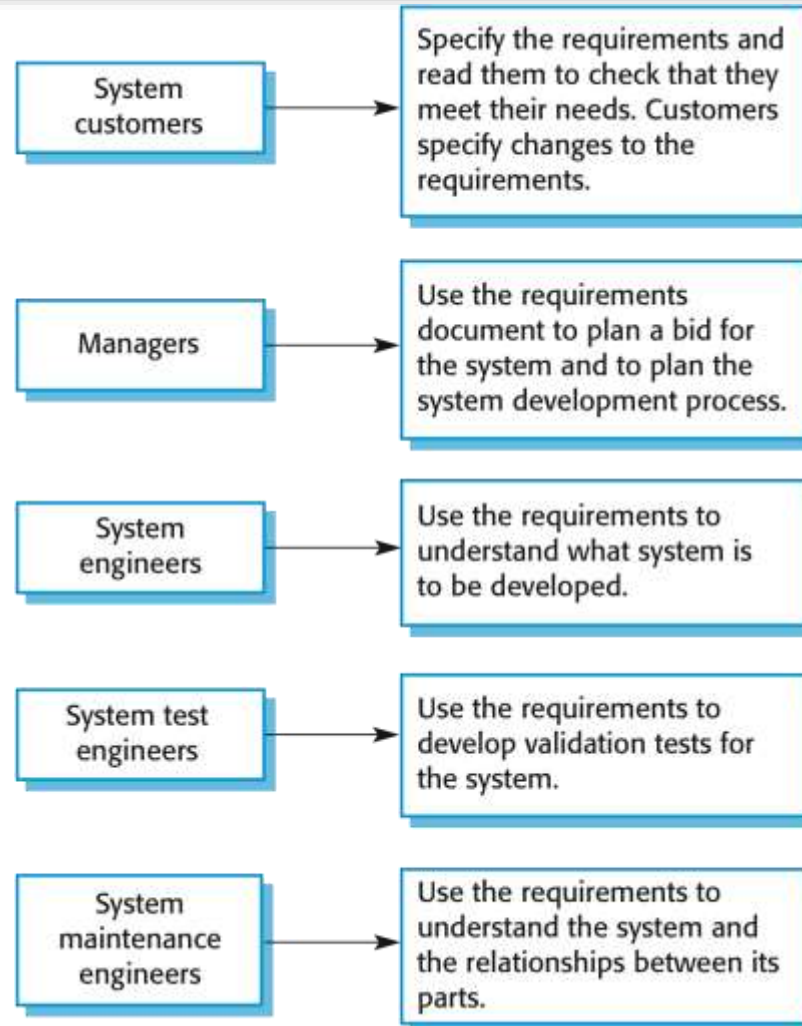 System
customers
Specify the requirements and
read them to check that they
meet their needs. Customers
specify changes to the
requirements.
Managers
Use the requirements
document to plan a bid for
the system and to plan the
system development process.
System
engineers
Use the requirements to
understand what system is
to be developed.
System test
engineers
Use the requirements to
develop validation tests for
the system.
System
maintenance
engineers
Use the requirements to
understand the system and
the relationships between its
parts.